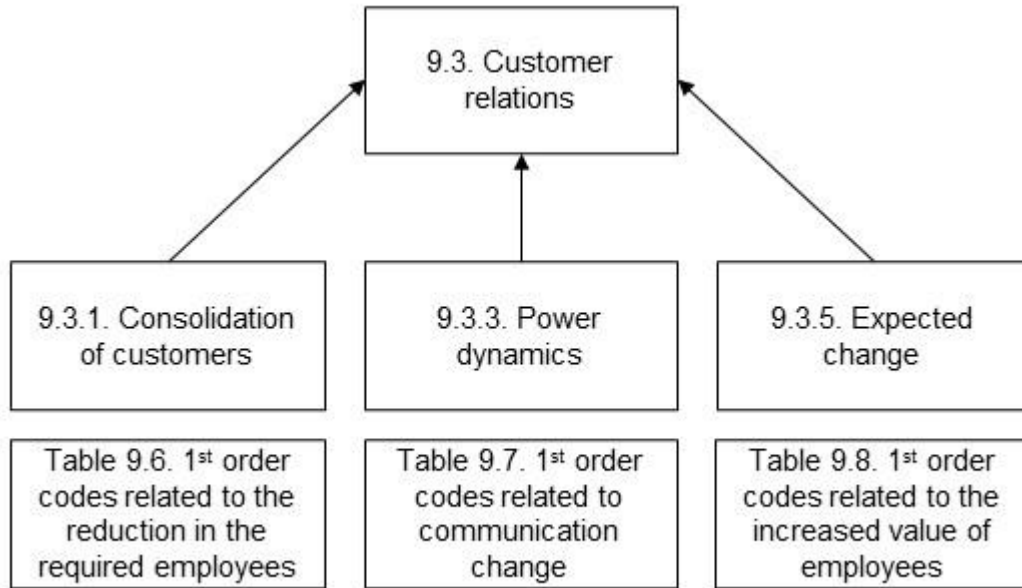 9.3. Customer
relations
9.3.1. Consolidation
of customers
9.3.3. Power
dynamics
9.3.5. Expected
change
Table 9.6. 1st order
codes related to the
reduction in the
required employees
Table 9.7. 1st order
codes related to
communication
change
Table 9.8. 1st order
codes related to the
increased value of
employees